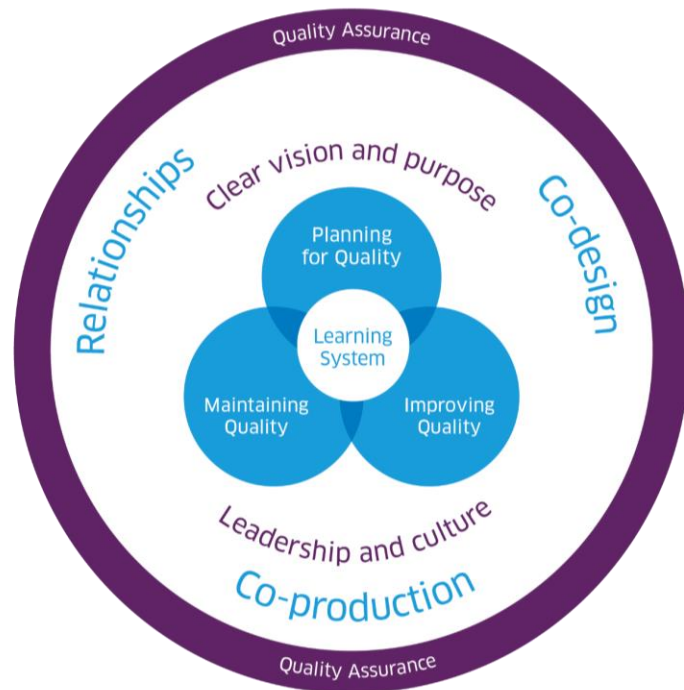 Quality Assurance
Clear vision and purpose
Relationships
Co-design
Planning
for Quality
Learning
System
Maintaining
Quality
Improving
Quality
Leadership and culture
Co-production
Quality Assurance